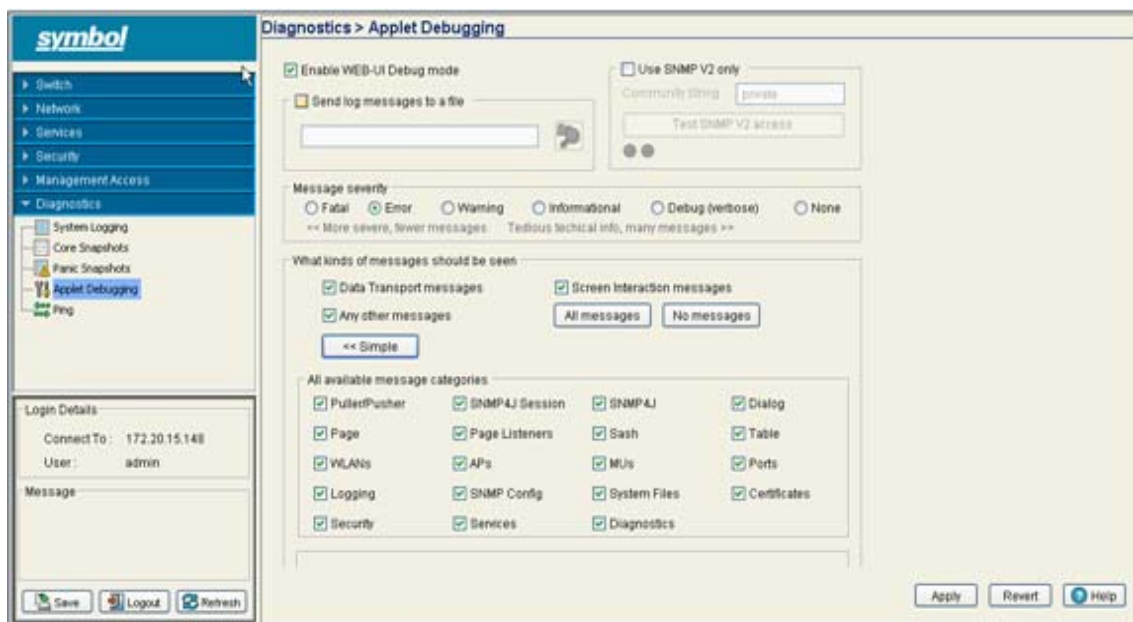 symbol
Switch
Network
Services
Security
Management Access
Diagnostics
System Logging
Core Snapshots
Panic Snapshots
Applet Debugging
Ping
Login Details
Connect To : 172.20.15.148
User : admin
Message
Save Logout Refresh
Diagnostics > Applet Debugging
Enable WEB-UI Debug mode
Send log messages to a file
Use SNMP V2 only
Community String private
Test SNMP V2 access
Message severity
Fatal Error Warning Informational Debug (verbose) None
<< More severe, fewer messages Tedious techical info, many messages >>
What kinds of messages should be seen
Data Transport messages Screen Interaction messages
Any other messages All messages No messages
<< Simple
All available message categories
Puller/Pusher SNMP4J Session SNMP4J Dialog
Page Page Listeners Sash Table
WLANs APs MUs Ports
Logging SNMP Config System Files Certificates
Security Services Diagnostics
Apply Revert Help